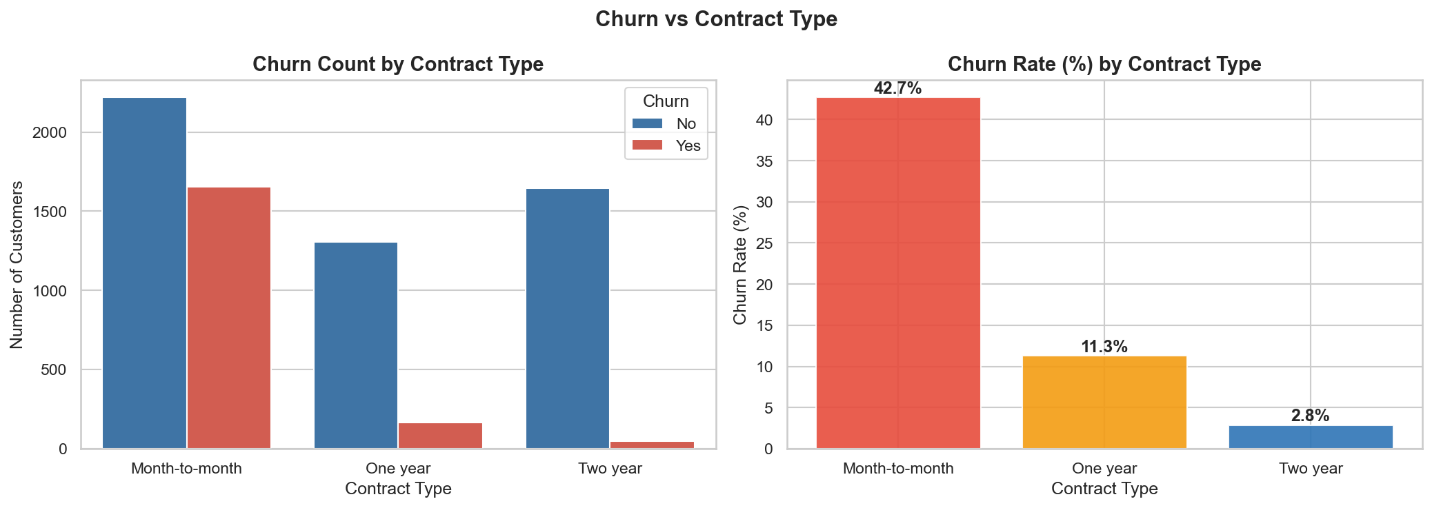 Churn vs Contract Type
Churn Count by Contract Type
Number of Customers
2000
1500
1000
500
0
Churn
No
Yes
Month-to-month
One year
Two year
Contract Type
Churn Rate (%) by Contract Type
Churn Rate (%)
40
35
30
25
20
15
10
5
0
42.7%
11.3%
2.8%
Month-to-month
One year
Two year
Contract Type